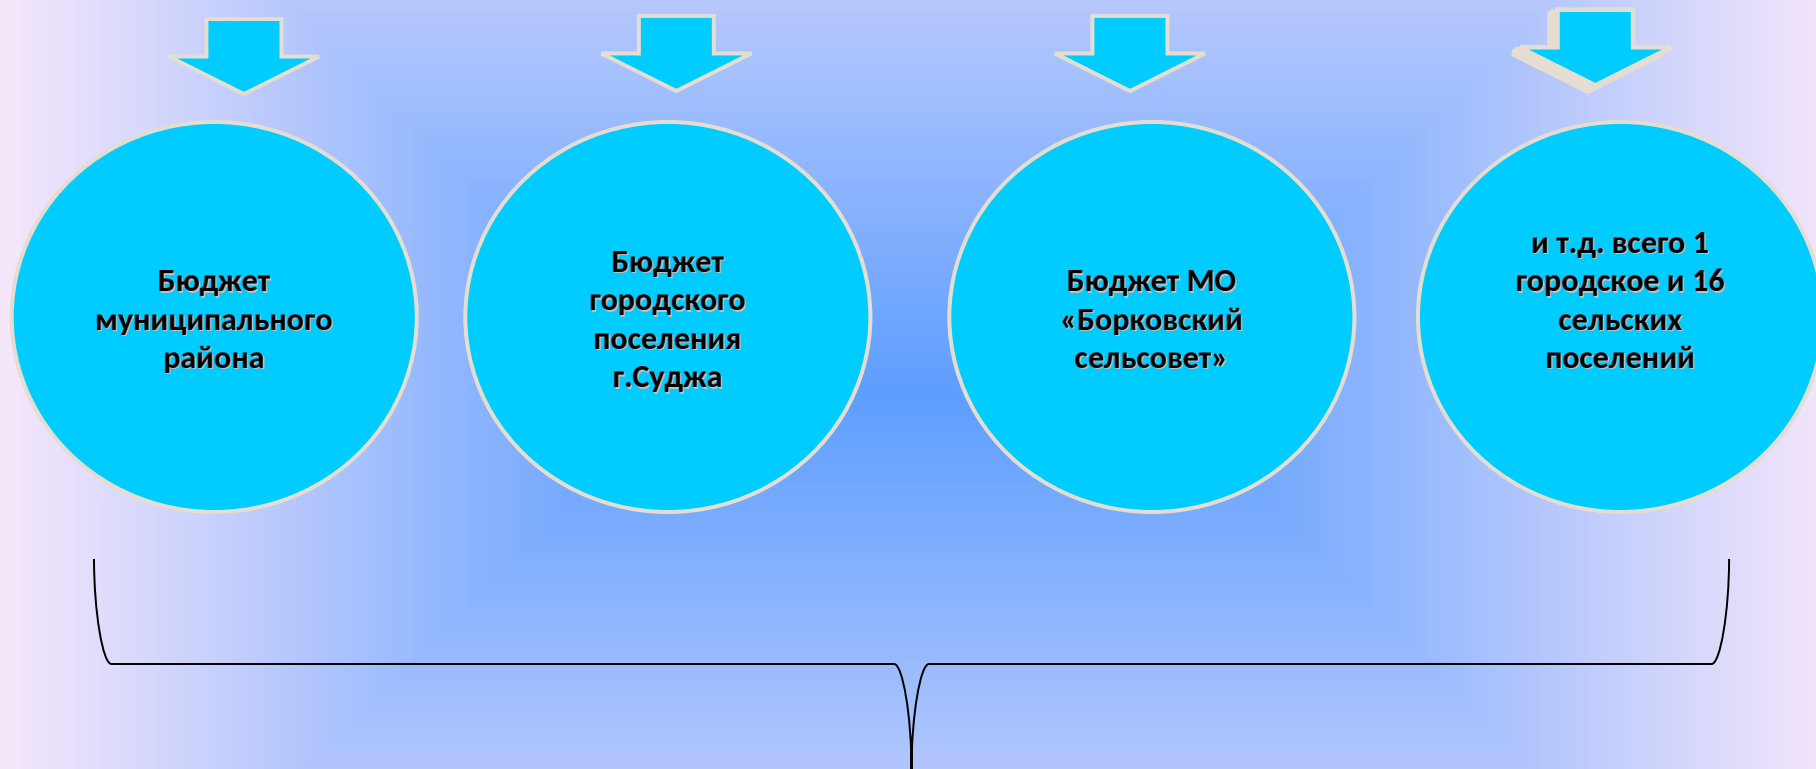 Бюджет
муниципального
района
Бюджет
городского
поселения
г.Суджа
Бюджет МО
«Борковский
сельсовет»
и т.д. всего 1
городское и 16
сельских
поселений